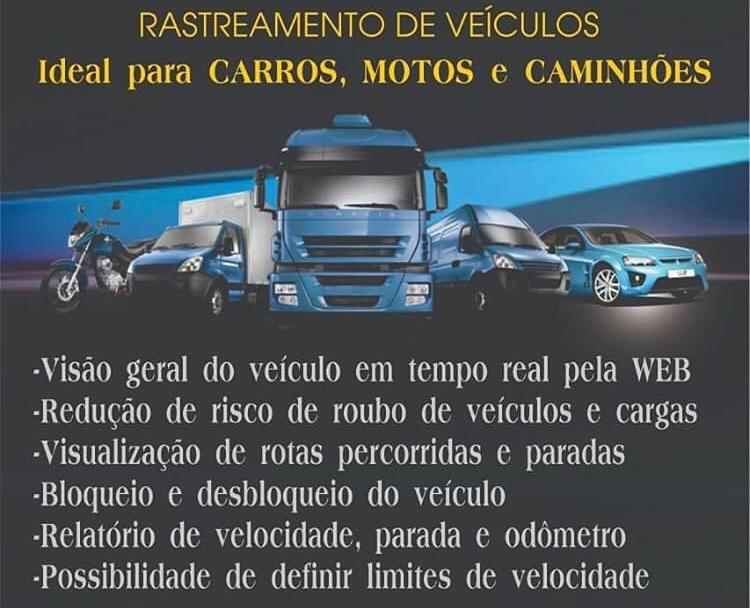 RASTREAMENTO DE VEÍCULOS
Ideal para CARROS, MOTOS e CAMINHÕES
-Visão geral do veículo em tempo real pela WEB
-Redução de risco de roubo de veículos e cargas
-Visualização de rotas percorridas e paradas
-Bloqueio e desbloqueio do veículo
-Relatório de velocidade, parada e odômetro
-Possibilidade de definir limites de velocidade